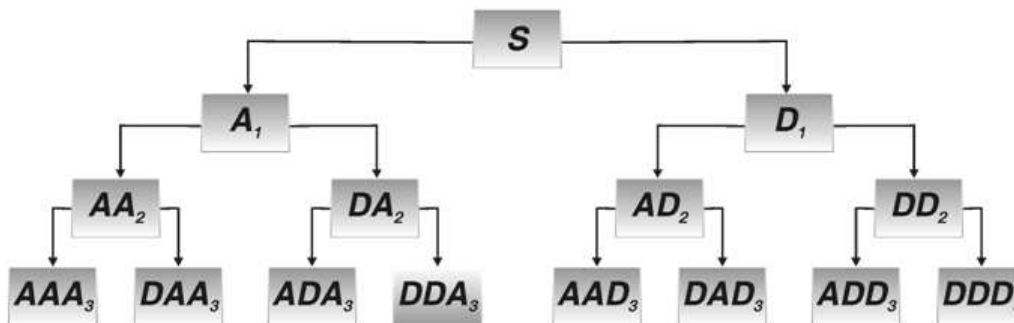 S
A₁ D₁
AA₂ DA₂ AD₂ DD₂
AAA₃ DAA₃ ADA₃ DDA₃ AAD₃ DAD₃ ADD₃ DDD